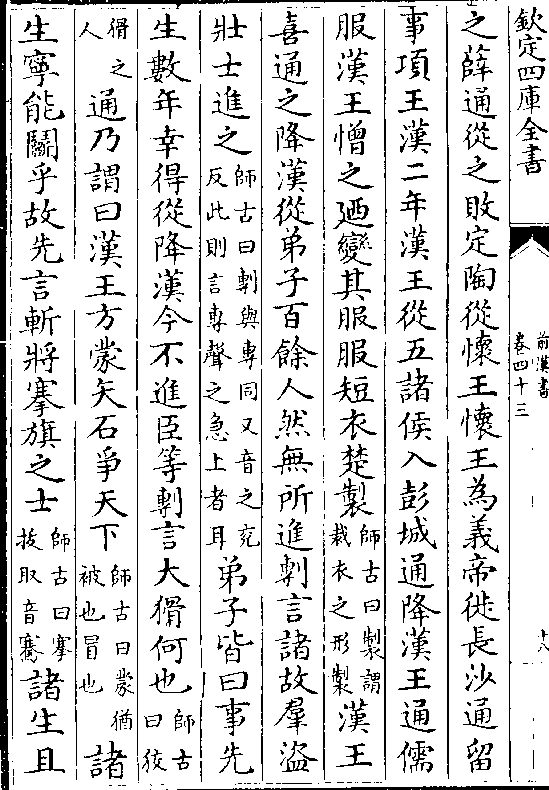 欽定四庫全書
前漢書
卷四十三
十八
之薛通從之敗定陶從懷王懷王為義帝徙長沙通留
事項王漢二年漢王從五諸侯入彭城通降漢王通儒
服漢王憎之迺變其服服短衣楚製師古曰製謂裁衣之形製漢王
喜通之降漢從弟子百餘人然無所進剸言諸故羣盜
壯士進之師古曰剸與專同又音之兖反此則言專聲之急上者耳弟子皆曰事先
生數年幸得從降漢今不進臣等剸言大猾何也師古曰狡
猾之人通乃謂曰漢王方蒙矢石爭天下師古曰蒙猶被也冒也諸
生寧能鬭乎故先言斬將搴旗之士師古曰搴拔取音騫諸生且